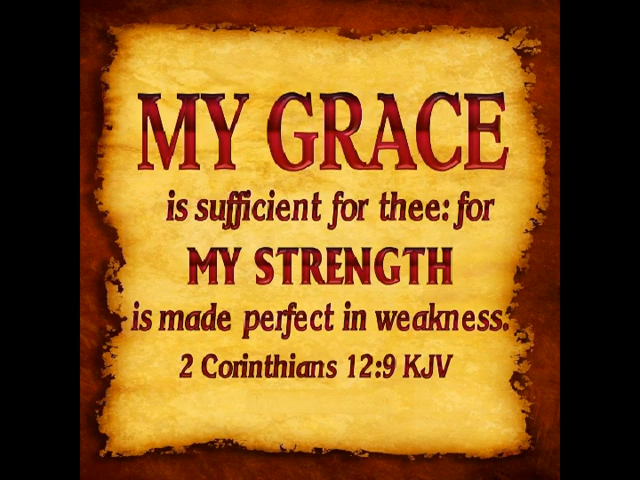 MY GRACE
is sufficient for thee: for
MY STRENGTH
is made perfect in weakness.
2 Corinthians 12:9 KJV